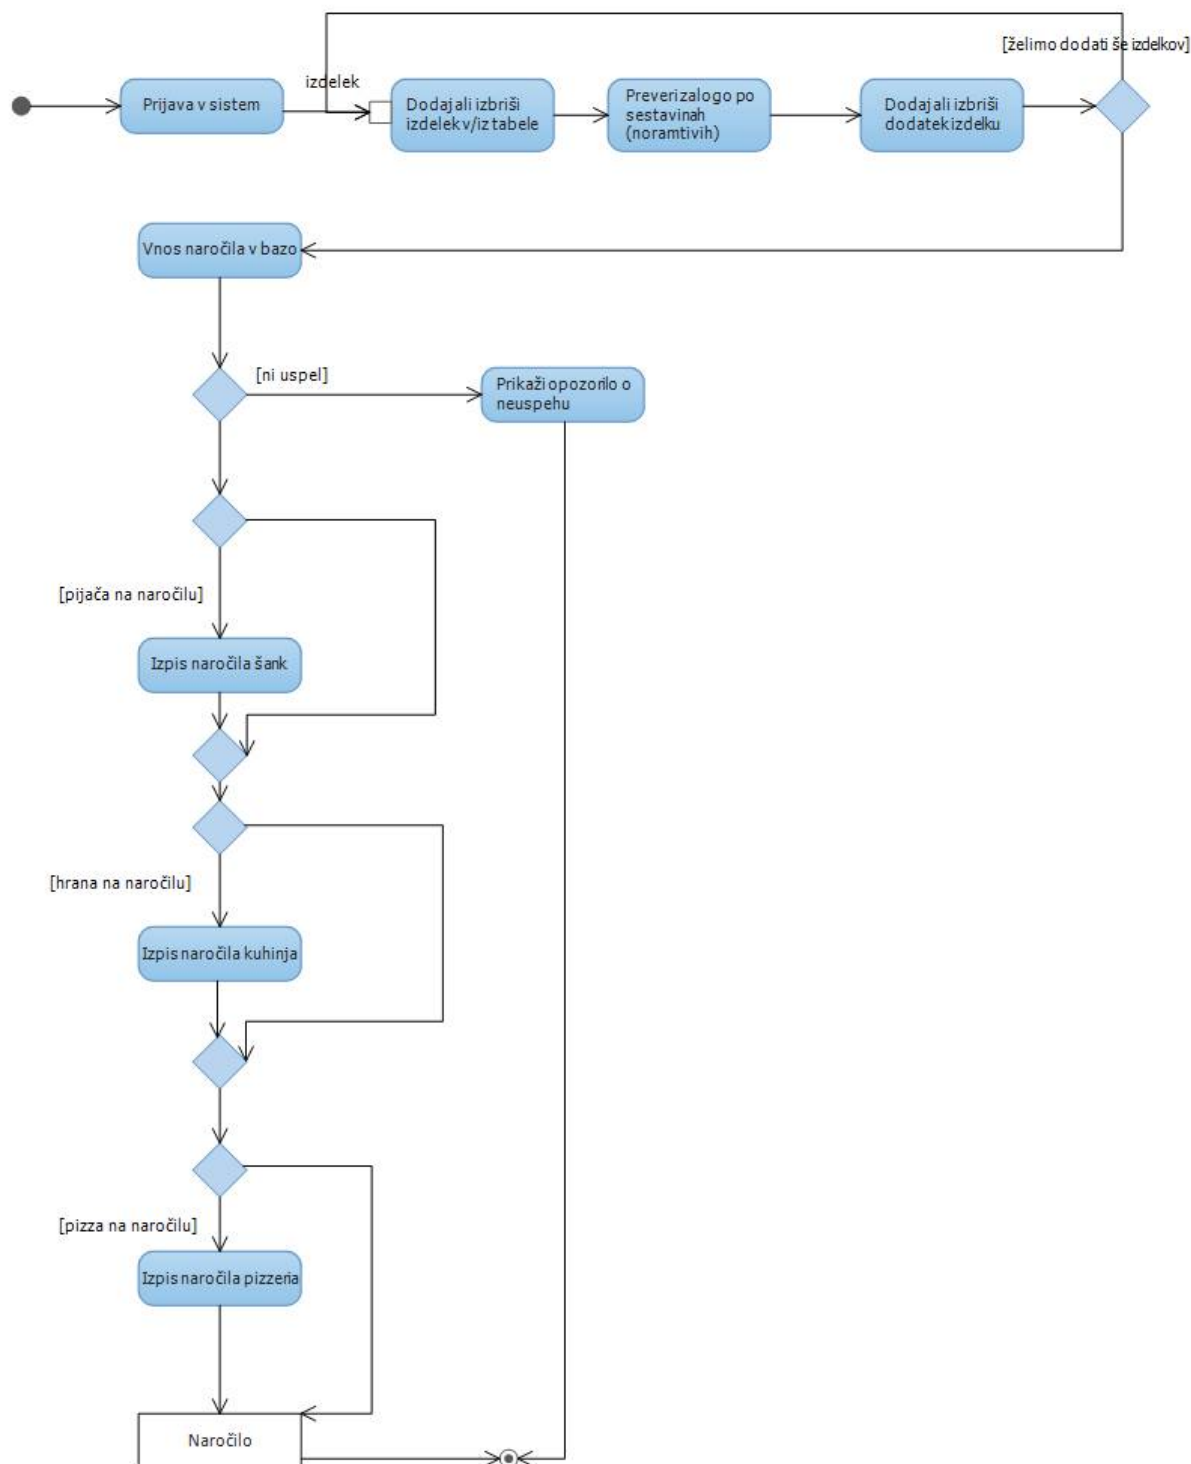 [želimo dodati še izdelkov]
izdelek
Prijava v sistem
Dodaj ali izbriši
izdelek v/iz tabele
Preveri zalogo po
sestavinah
(noramtivih)
Dodaj ali izbriši
dodatek izdelku
Vnos naročila v bazo
[ni uspel]
Prikaži opozorilo o
neuspehu
[pijača na naročilu]
Izpis naročila šank
[hrana na naročilu]
Izpis naročila kuhinja
[pizza na naročilu]
Izpis naročila pizzeria
Naročilo